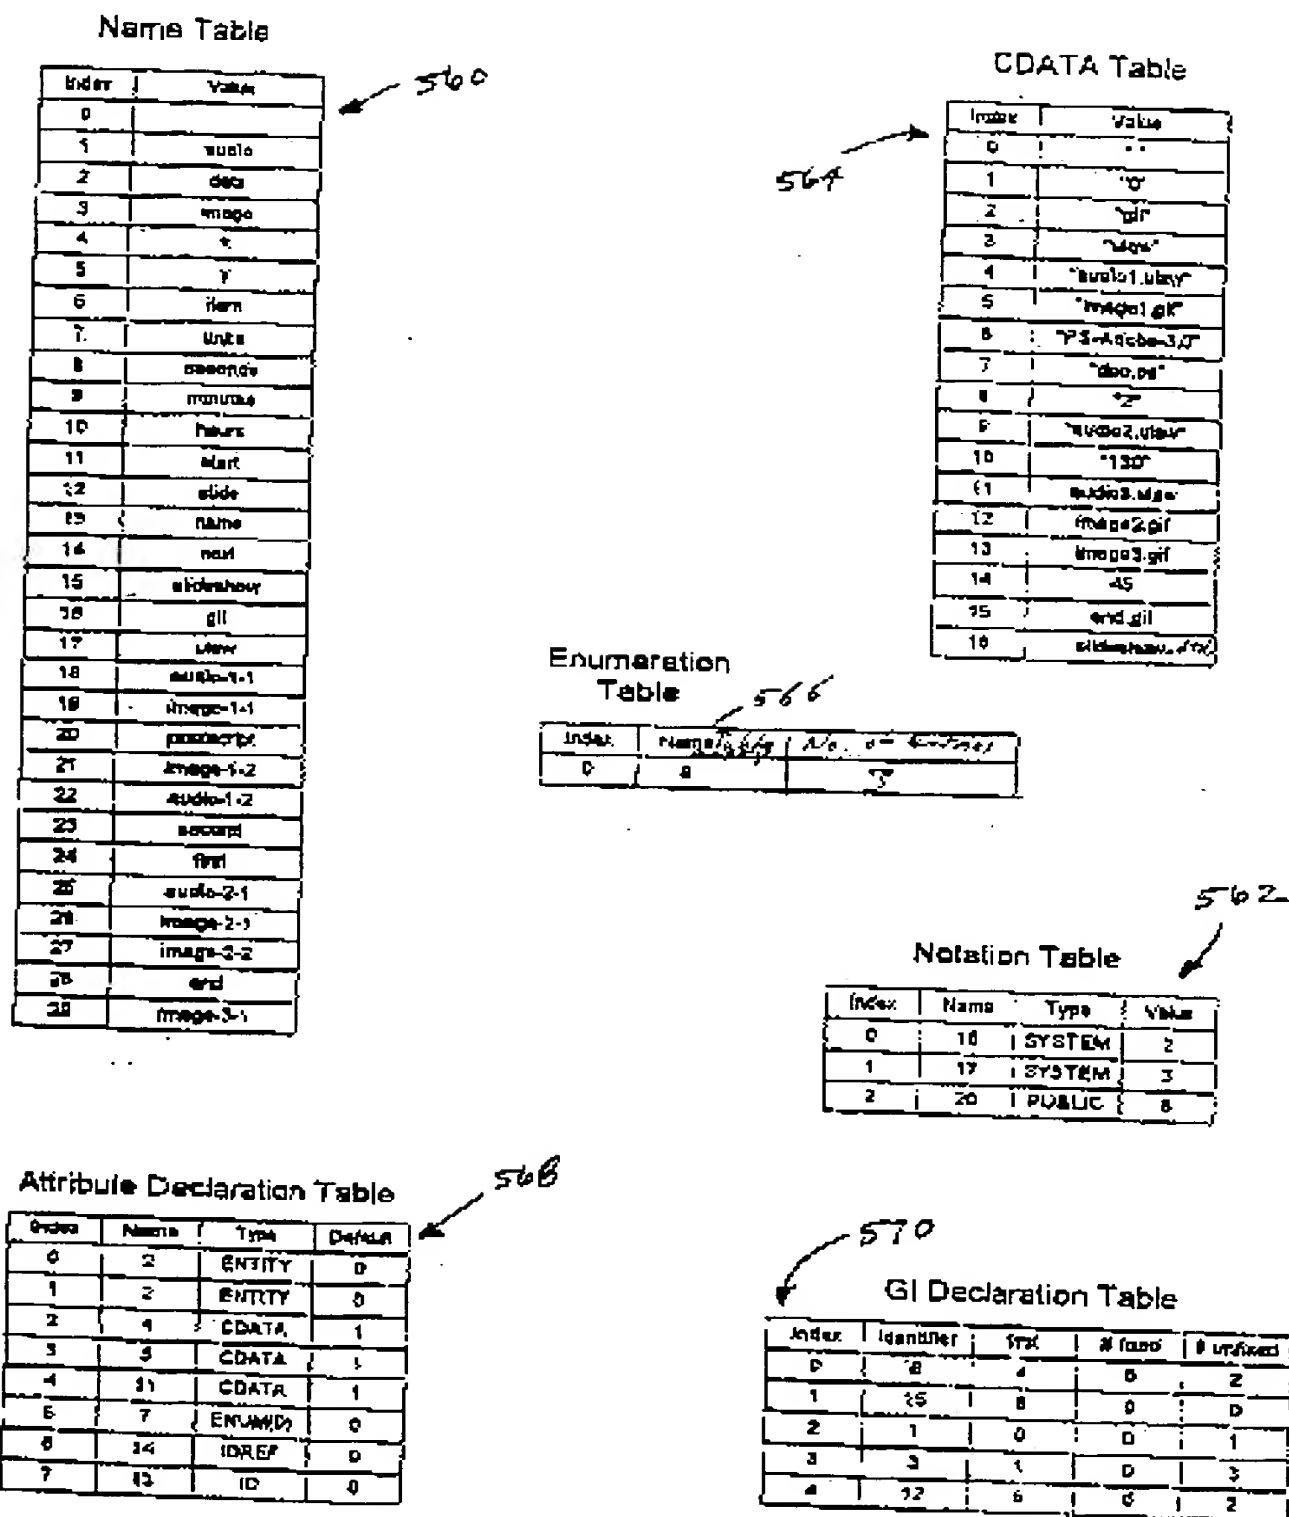 Name Table
560
Index Value
0
1 audio
2 data
3 image
4 x
5 y
6 item
7 units
8 seconds
9 minutes
10 hours
11 start
12 slide
13 name
14 next
15 slideshow
16 gif
17 ulaw
18 audio-1-1
19 image-1-1
20 postscript
21 image-1-2
22 audio-1-2
23 second
24 first
25 audio-2-1
26 image-2-1
27 image-2-2
28 end
29 image-3-1
CDATA Table
564
Index Value
0 " "
1 "0"
2 "gif"
3 "ulaw"
4 "audio1.ulaw"
5 "image1.gif"
6 "PS-Adobe-3.0"
7 "doc.ps"
8 "2"
9 "audio2.ulaw"
10 "130"
11 audio3.ulaw
12 image2.gif
13 image3.gif
14 45
15 end.gif
16 slideshow.dtd
Enumeration
Table
566
Index Name No. of Entries
0 8 3
562
Notation Table
Index Name Type Value
0 16 SYSTEM 2
1 17 SYSTEM 3
2 20 PUBLIC 6
Attribute Declaration Table
568
Index Name Type Default
0 2 ENTITY 0
1 2 ENTITY 0
2 4 CDATA 1
3 5 CDATA 1
4 11 CDATA 1
5 7 ENUM(0) 0
6 14 IDREF 0
7 13 ID 0
570
GI Declaration Table
Index Identifier first # fixed # unfixed
0 6 4 0 2
1 15 8 0 0
2 1 0 0 1
3 3 1 0 3
4 12 6 0 2